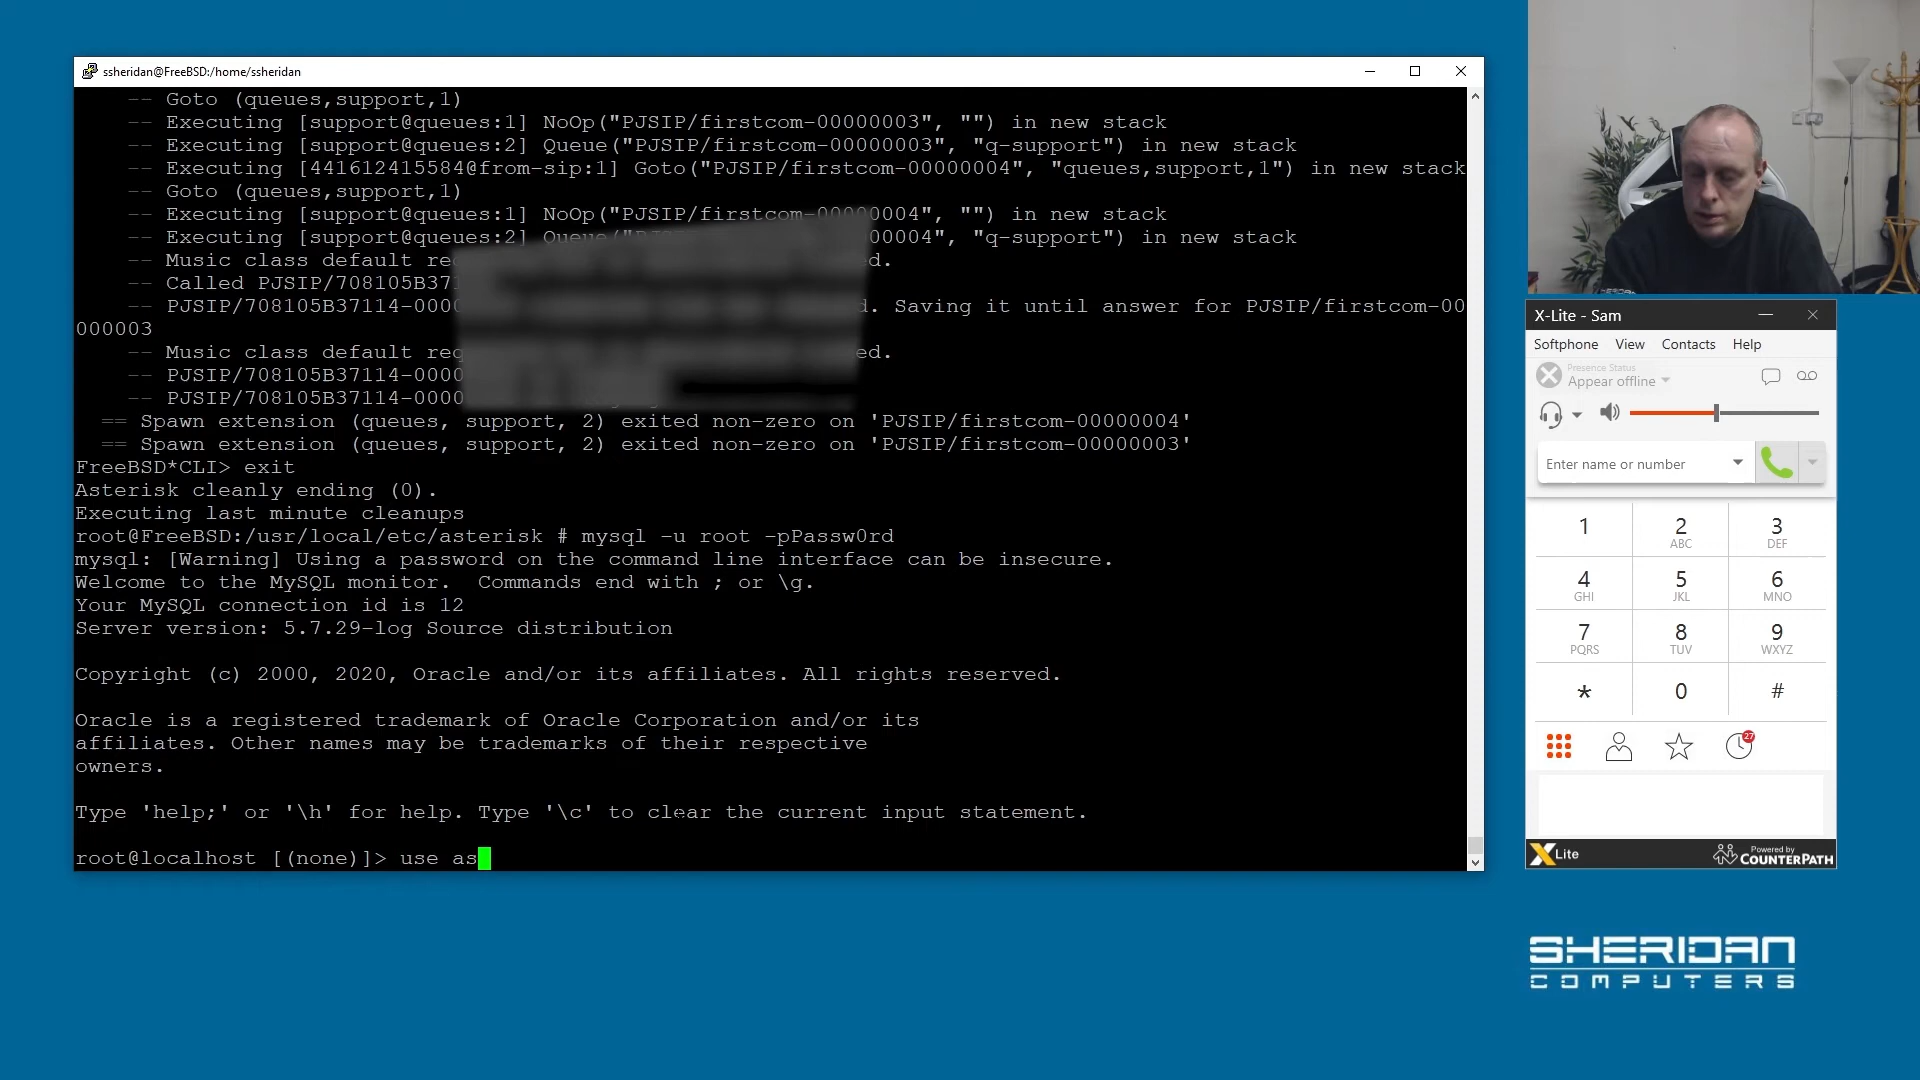 ssheridan@FreeBSD:/home/ssheridan
-- Goto (queues,support,1)
-- Executing [support@queues:1] NoOp("PJSIP/firstcom-00000003", "") in new stack
-- Executing [support@queues:2] Queue("PJSIP/firstcom-00000003", "q-support") in new stack
-- Executing [441612415584@from-sip:1] Goto("PJSIP/firstcom-00000004", "queues,support,1") in new stack
-- Goto (queues,support,1)
-- Executing [support@queues:1] NoOp("PJSIP/firstcom-00000004", "") in new stack
-- Executing [support@queues:2] 00004", "q-support") in new stack
-- Music class default d.
-- Called
-- PJSIP/708105B37114-0000 d. Saving it until answer for PJSIP/firstcom-00
000003
-- Music class default ed.
-- PJSIP/708105B37114-0000
-- PJSIP/708105B37114-0000
== Spawn extension (queues, support, 2) exited non-zero on 'PJSIP/firstcom-00000004'
== Spawn extension (queues, support, 2) exited non-zero on 'PJSIP/firstcom-00000003'
FreeBSD*CLI> exit
Asterisk cleanly ending (0).
Executing last minute cleanups
root@FreeBSD:/usr/local/etc/asterisk # mysql -u root -pPassw0rd
mysql: [Warning] Using a password on the command line interface can be insecure.
Welcome to the MySQL monitor.  Commands end with ; or \g.
Your MySQL connection id is 12
Server version: 5.7.29-log Source distribution
Copyright (c) 2000, 2020, Oracle and/or its affiliates. All rights reserved.
Oracle is a registered trademark of Oracle Corporation and/or its
affiliates. Other names may be trademarks of their respective
owners.
Type 'help;' or '\h' for help. Type '\c' to clear the current input statement.
root@localhost [(none)]> use as
X-Lite - Sam
Softphone View Contacts Help
Presence Status
Appear offline
Enter name or number
1 2 3
ABC DEF
4 5 6
GHI JKL MNO
7 8 9
PQRS TUV WXYZ
* 0 #
27
X Lite Powered by
COUNTERPATH
SHERIDAN
COMPUTERS